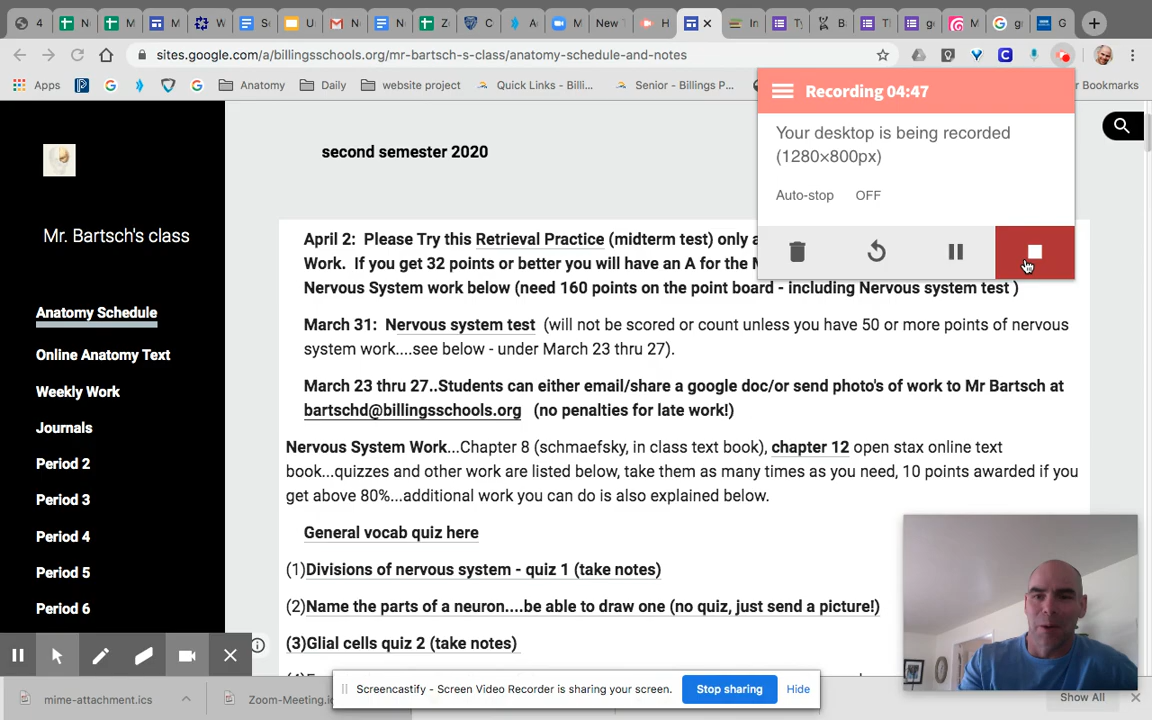 4
N
M
M
W
S
N
U
N
N
Z
C
A
M
New T
H
In
Ty
B
Tl
g
M
g
G
sites.google.com/a/billingsschools.org/mr-bartsch-s-class/anatomy-schedule-and-notes
Apps
Anatomy
Daily
website project
Quick Links - Billi...
Senior - Billings P...
r Bookmarks
Recording 04:47
Your desktop is being recorded
(1280×800px)
Auto-stop OFF
Mr. Bartsch's class
Anatomy Schedule
Online Anatomy Text
Weekly Work
Journals
Period 2
Period 3
Period 4
Period 5
Period 6
second semester 2020
April 2: Please Try this Retrieval Practice (midterm test) only a
Work. If you get 32 points or better you will have an A for the M
Nervous System work below (need 160 points on the point board - including Nervous system test )
March 31: Nervous system test (will not be scored or count unless you have 50 or more points of nervous
system work....see below - under March 23 thru 27).
March 23 thru 27..Students can either email/share a google doc/or send photo's of work to Mr Bartsch at
bartschd@billingsschools.org (no penalties for late work!)
Nervous System Work...Chapter 8 (schmaefsky, in class text book), chapter 12 open stax online text
book...quizzes and other work are listed below, take them as many times as you need, 10 points awarded if you
get above 80%...additional work you can do is also explained below.
General vocab quiz here
(1)Divisions of nervous system - quiz 1 (take notes)
(2)Name the parts of a neuron....be able to draw one (no quiz, just send a picture!)
(3)Glial cells quiz 2 (take notes)
Screencastify - Screen Video Recorder is sharing your screen.
Stop sharing
Hide
mime-attachment.ics
Zoom-Meeting.ic
Show All